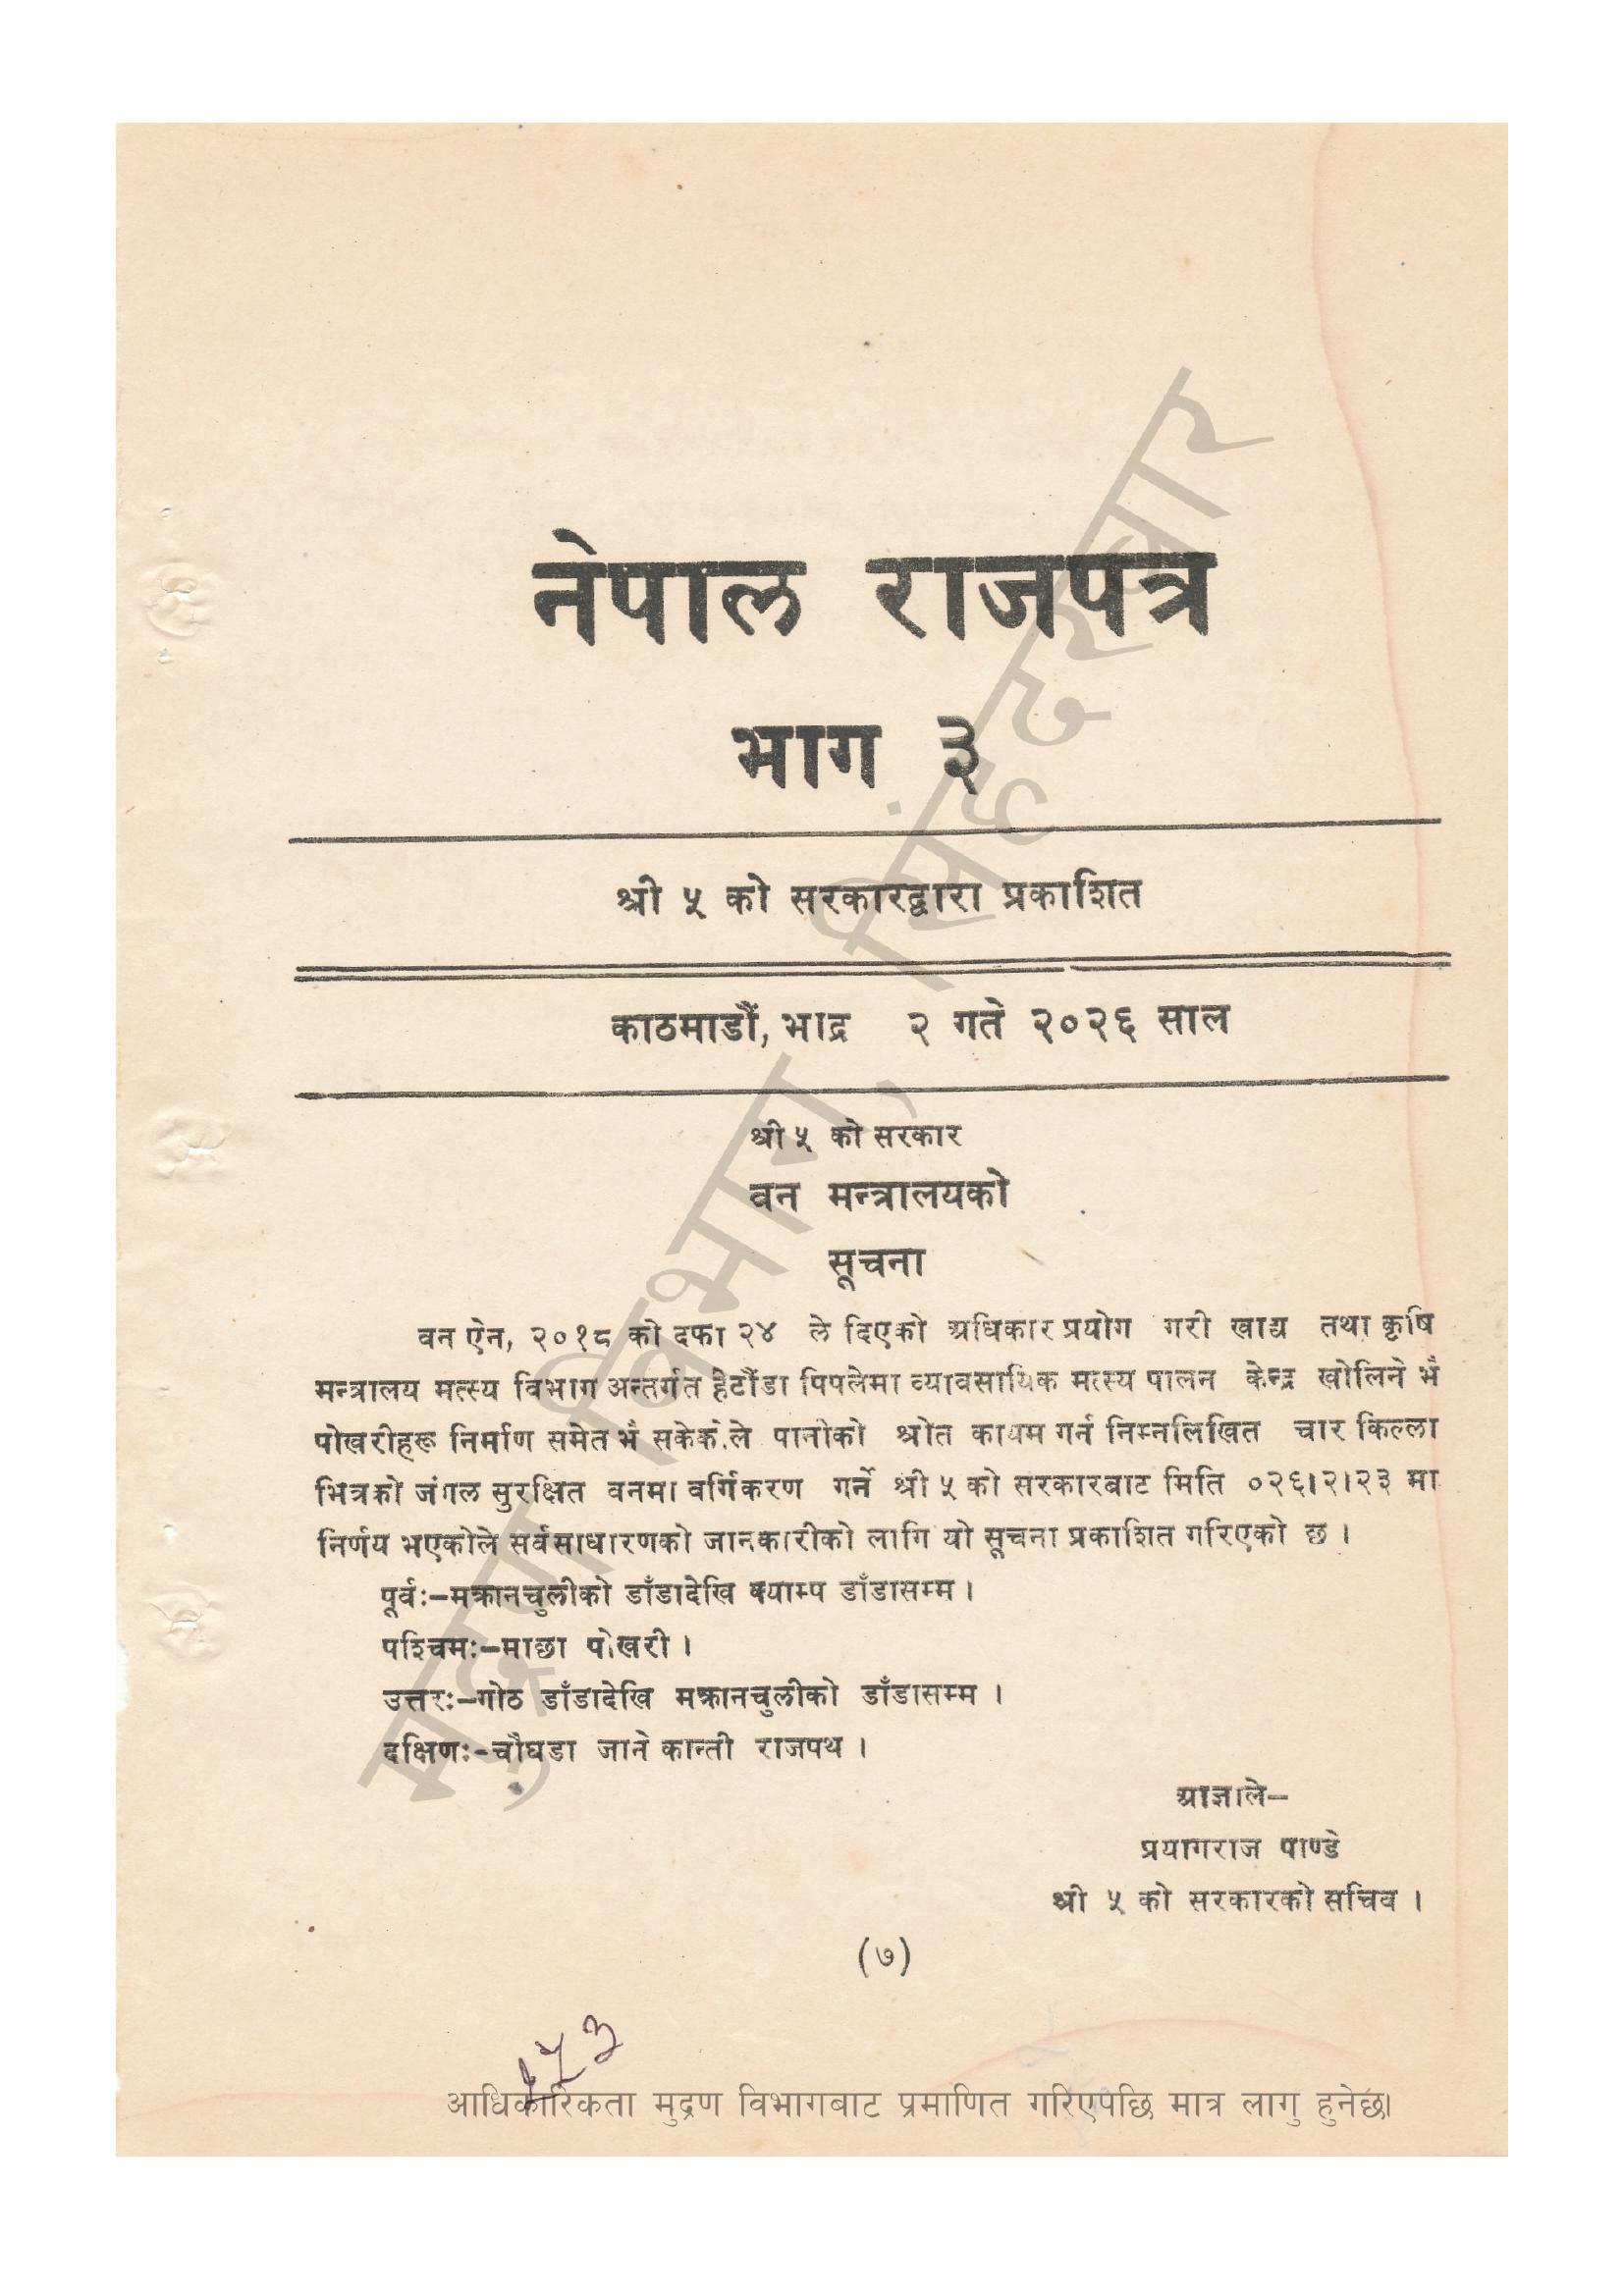 नेपाल राजपत्र
भाग ३
श्री ५ को सरकारद्वारा प्रकाशित
काठमाडौं, भाद्र २ गते २०२६ साल
श्री ५ को सरकार
वन मन्त्रालयको
सूचना
वन ऐन, २०१८ को दफा २४ ले दिएको अधिकार प्रयोग गरी खाद्य तथा कृषि
मन्त्रालय मत्स्य विभाग अन्तर्गत हेटौंडा पिपलेमा व्यावसायिक मत्स्य पालन केन्द्र खोलिने भै
पोखरीहरू निर्माण समेत भै सकेकोले पानीको श्रोत कायम गर्न निम्नलिखित चार किल्ला
भित्रको जंगल सुरक्षित वनमा वर्गिकरण गर्ने श्री ५ को सरकारबाट मिति ०२६।२।२३ मा
निर्णय भएकोले सर्वसाधारणको जानकारीको लागि यो सूचना प्रकाशित गरिएको छ ।
पूर्वः–मक्रानचुलीको डाँडादेखि क्याम्प डाँडासम्म ।
पश्चिमः–माछा पोखरी ।
उत्तरः–गोठ डाँडादेखि मक्रानचुलीको डाँडासम्म ।
दक्षिणः–चौघडा जाने कान्ती राजपथ ।
आज्ञाले–
प्रयागराज पाण्डे
श्री ५ को सरकारको सचिव ।
(७)
मुद्रण विभाग, सिंहदरबार
आधिकारिकता मुद्रण विभागबाट प्रमाणित गरिएपछि मात्र लागु हुनेछ।